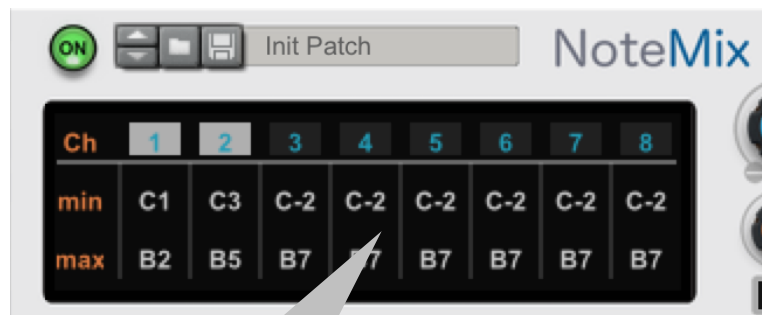 ON Init Patch NoteMix
Ch 1 2 3 4 5 6 7 8
min C1 C3 C-2 C-2 C-2 C-2 C-2 C-2
max B2 B5 B7 B7 B7 B7 B7